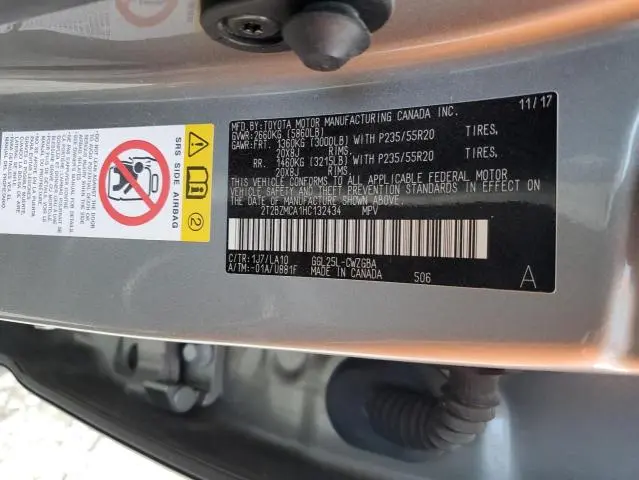 MFD.BY:TOYOTA MOTOR MANUFACTURING CANADA INC. 11/17
GVWR:2660KG (5860LB)
GAWR:FRT. 1360KG (3000LB) WITH P235/55R20 TIRES,
20X8J RIMS,
RR. 1460KG (3215LB) WITH P235/55R20 TIRES,
20X8J RIMS
THIS VEHICLE CONFORMS TO ALL APPLICABLE FEDERAL MOTOR
VEHICLE SAFETY AND THEFT PREVENTION STANDARDS IN EFFECT
ON THE DATE OF MANUFACTURE SHOWN ABOVE.
2T2BZMCA1HC132434 MPV
C/TR: 1J7/LA10 GGL25L-CWZGBA
A/TM:-01A/U881F MADE IN CANADA 506 A
SRS SIDE AIRBAG
2